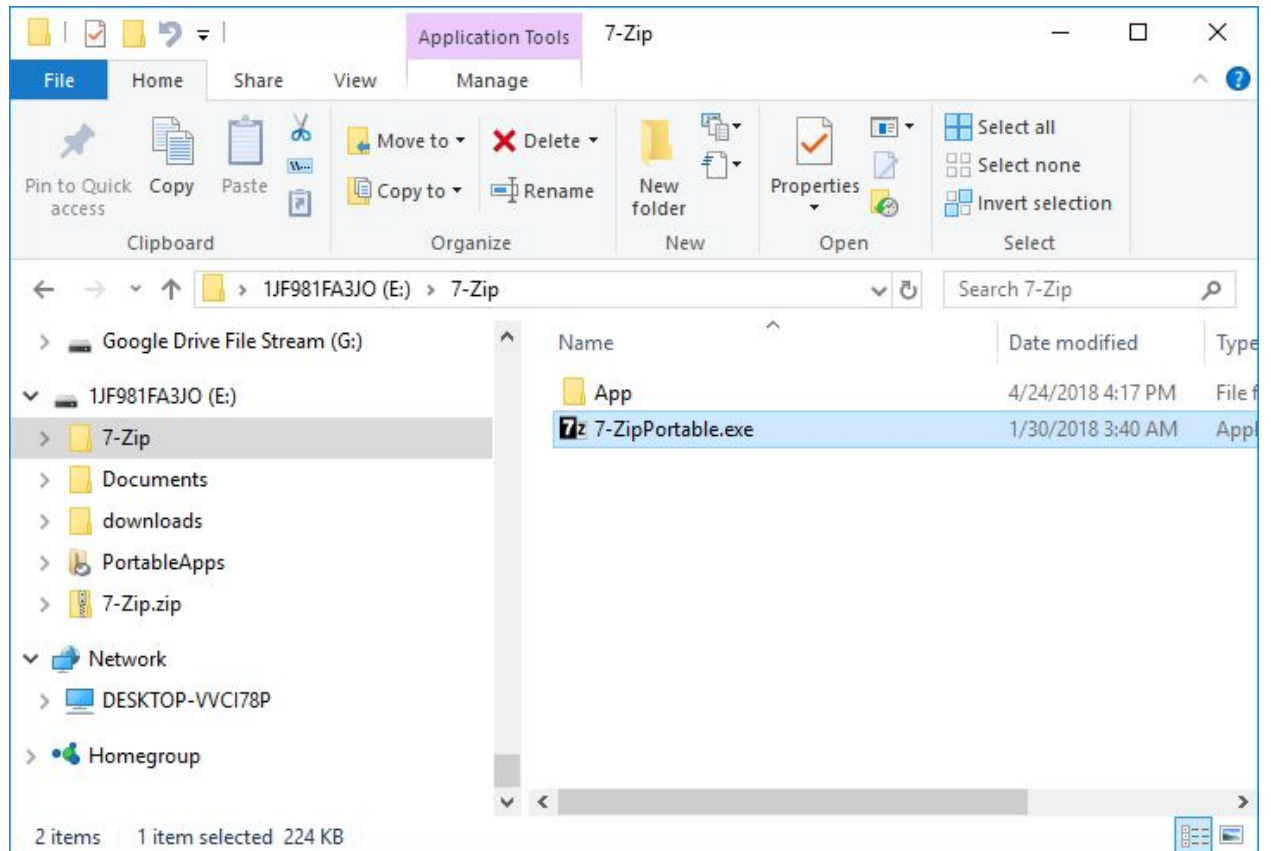 Application Tools 7-Zip
File Home Share View Manage
Pin to Quick access
Copy
Paste
Move to
Copy to
Delete
Rename
New folder
Properties
Select all
Select none
Invert selection
Clipboard Organize New Open Select
1JF981FA3JO (E:) 7-Zip
Search 7-Zip
Google Drive File Stream (G:)
1JF981FA3JO (E:)
7-Zip
Documents
downloads
PortableApps
7-Zip.zip
Network
DESKTOP-VVCI78P
Homegroup
Name Date modified Type
App 4/24/2018 4:17 PM File f
7z 7-ZipPortable.exe 1/30/2018 3:40 AM Appl
2 items 1 item selected 224 KB